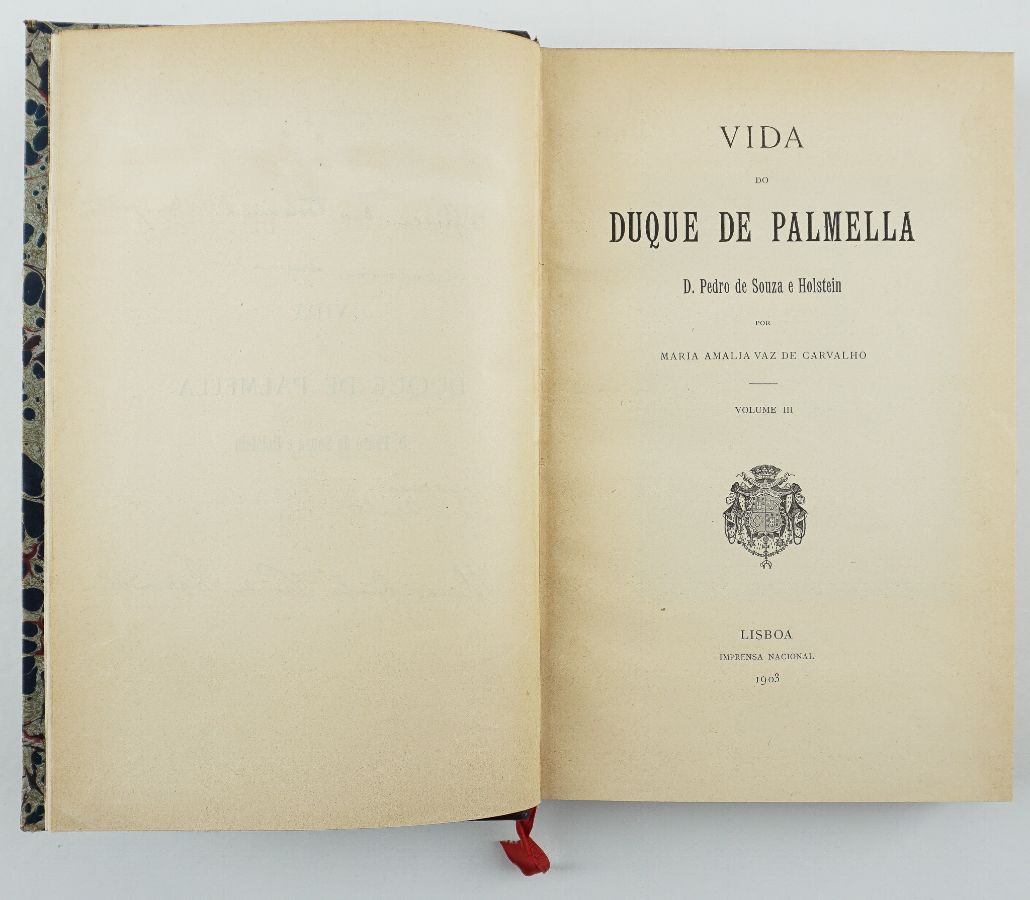 VIDA
DO
DUQUE DE PALMELLA
D. Pedro de Souza e Holstein
POR
MARIA AMALIA VAZ DE CARVALHO
VOLUME III
LISBOA
IMPRENSA NACIONAL
1903